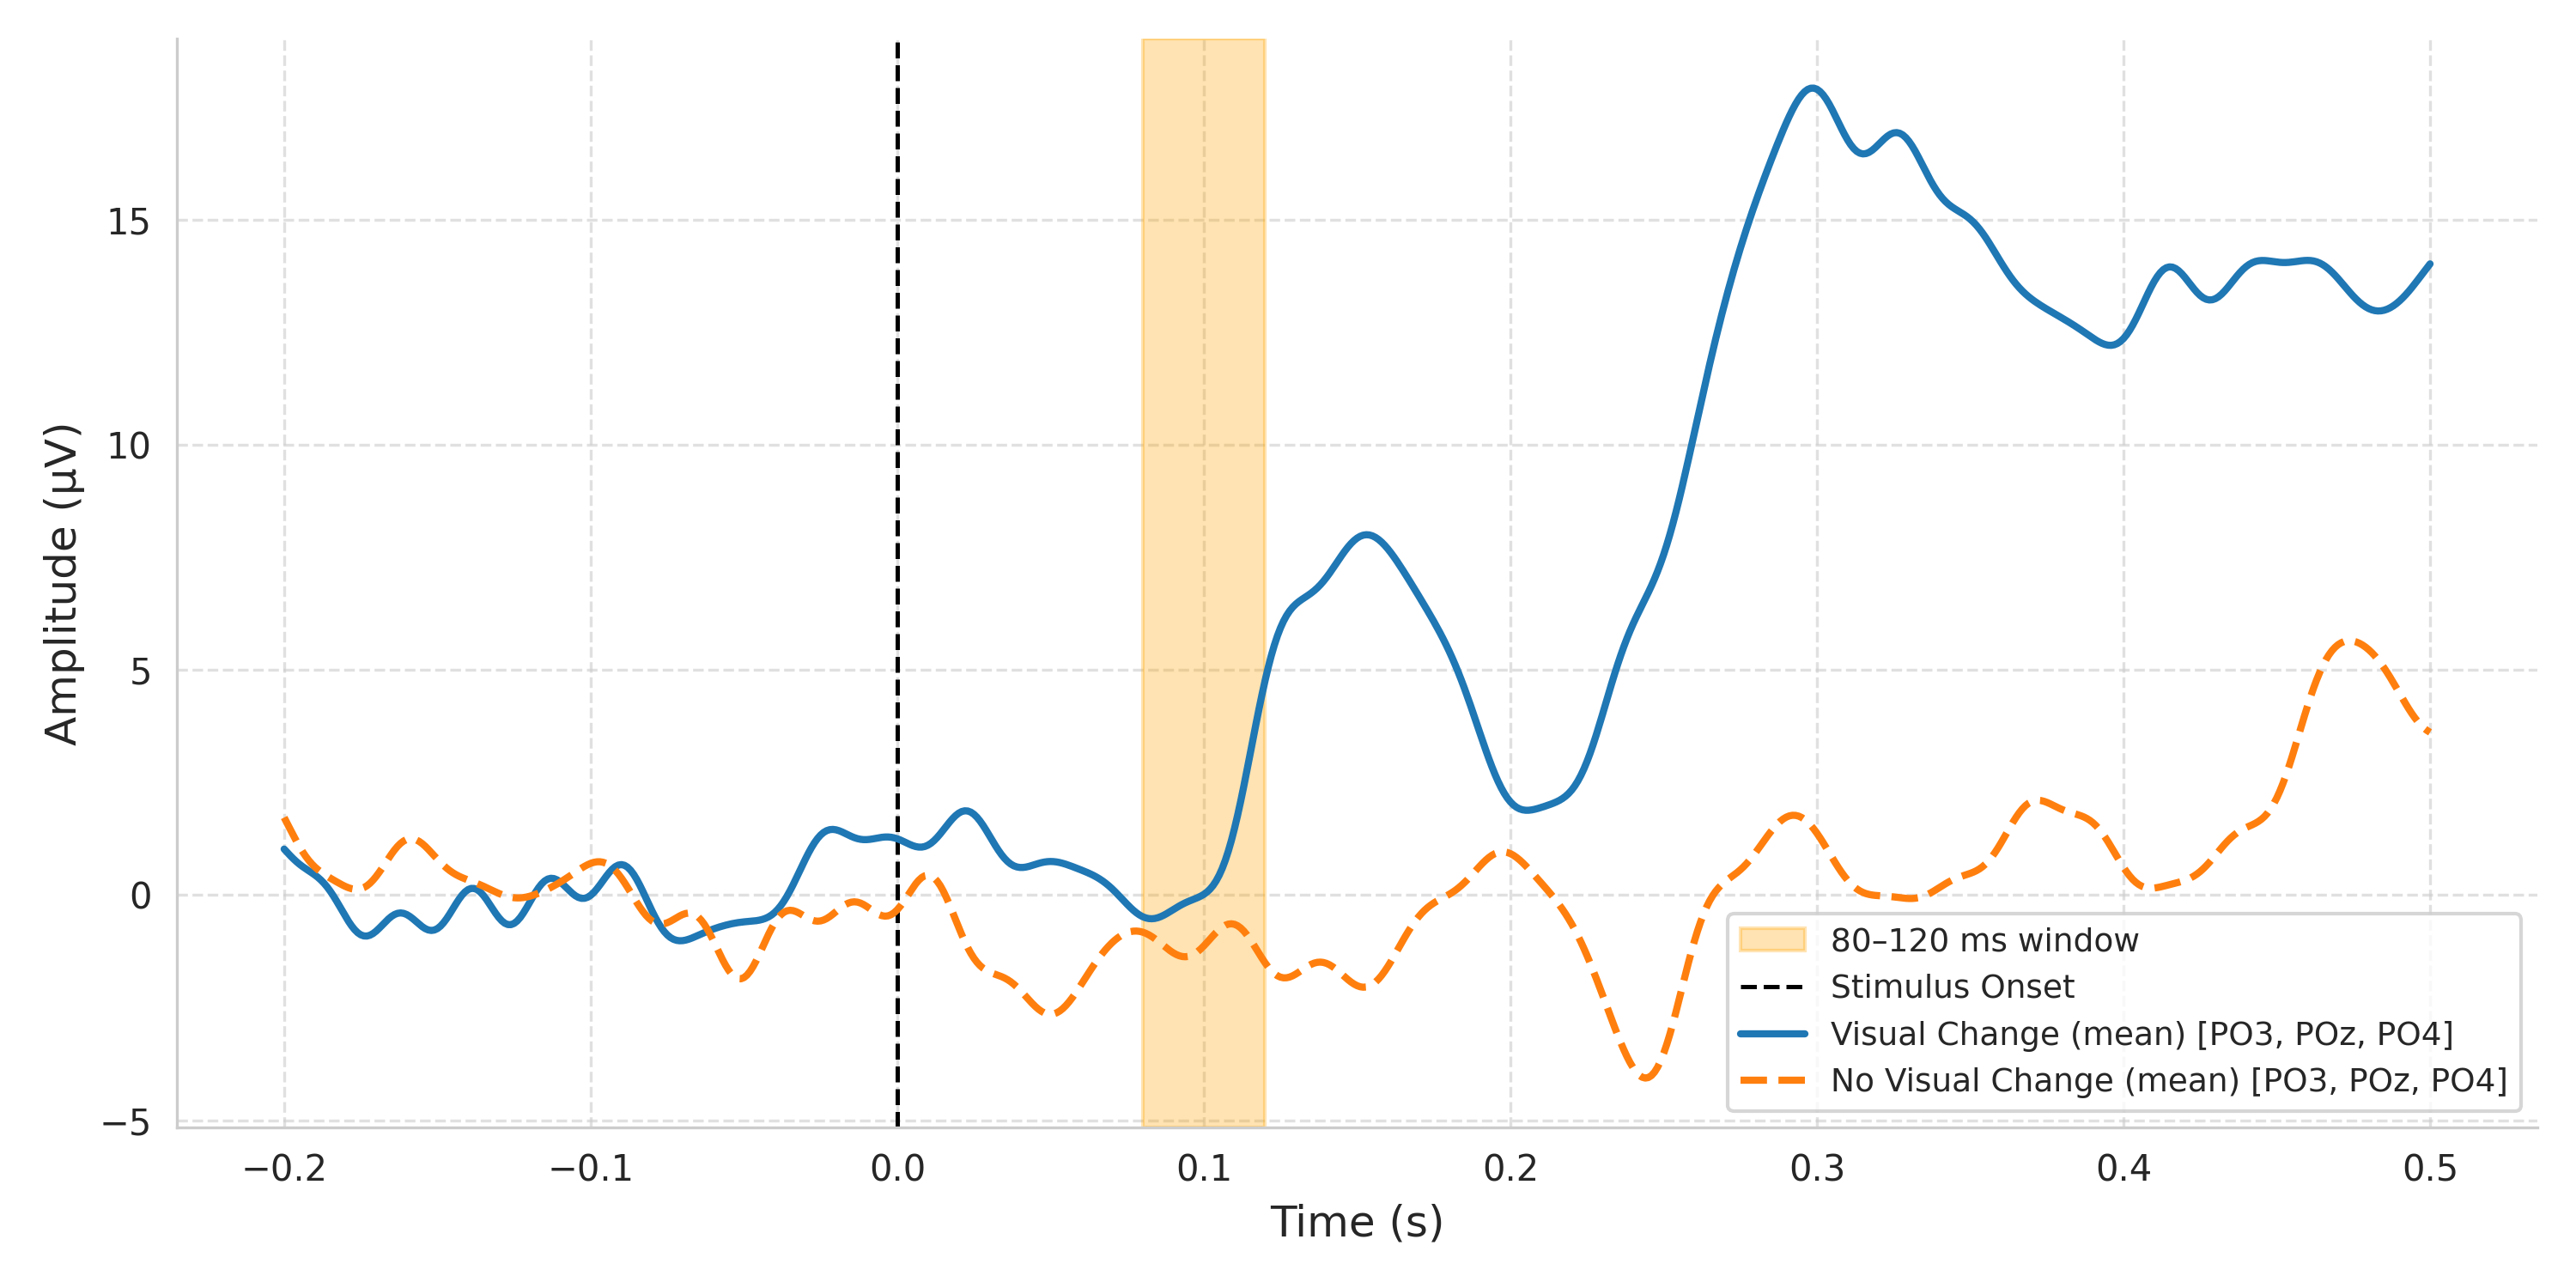 15
10
5
0
−5
Amplitude (µV)
−0.2
−0.1
0.0
0.1
0.2
0.3
0.4
0.5
Time (s)
80–120 ms window
Stimulus Onset
Visual Change (mean) [PO3, POz, PO4]
No Visual Change (mean) [PO3, POz, PO4]